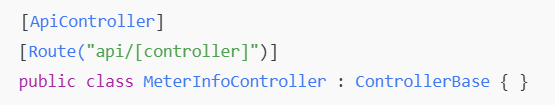 [ApiController]
[Route("api/[controller]")]
public class MeterInfoController : ControllerBase { }